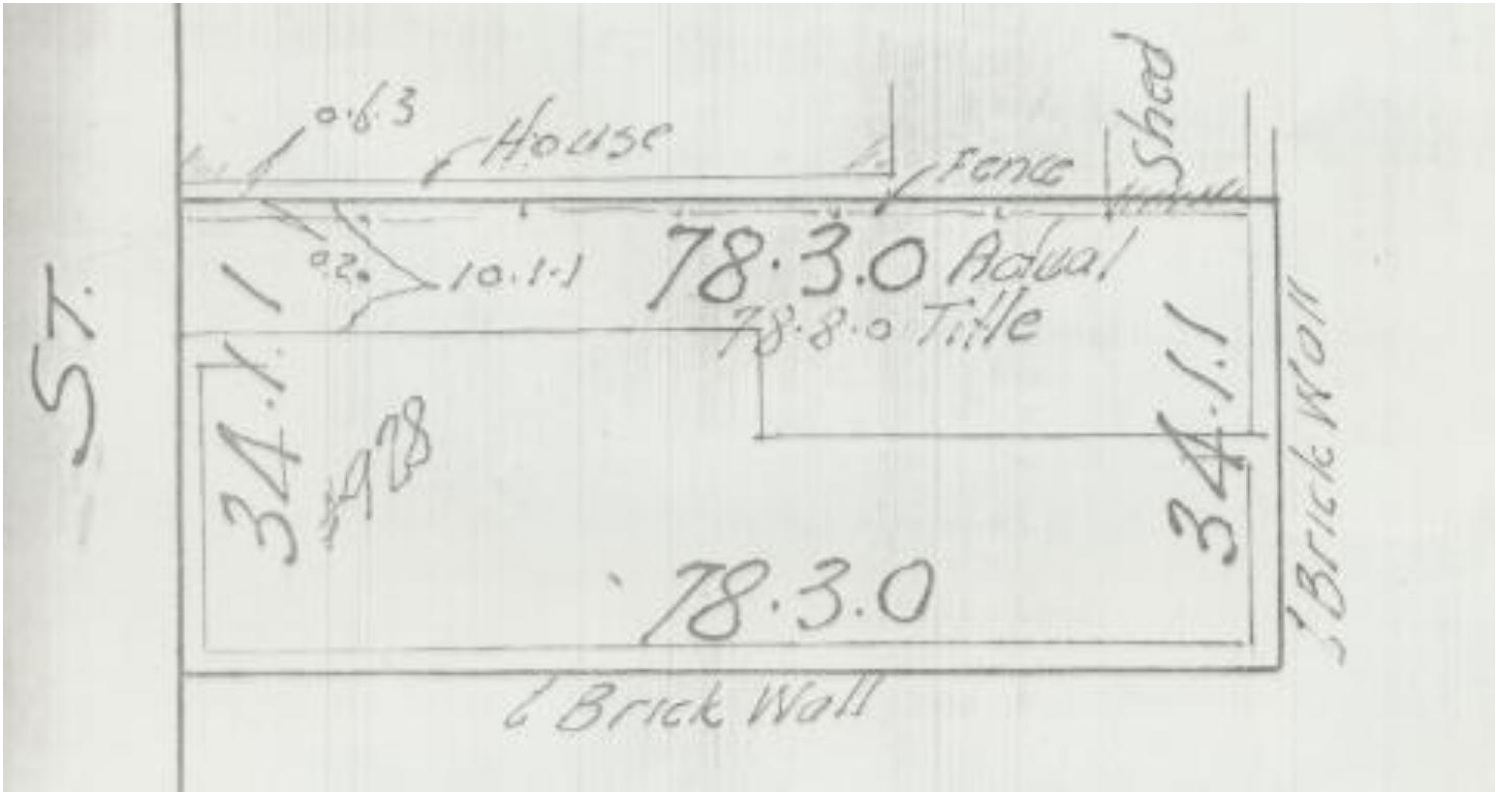 Shed
0.6.3
House
Fence
0.2.
10.1.1
78.3.0 Actual
78.8.0 Title
ST.
34.1.1
#928
34.1.1
Brick Wall
78.3.0
Brick Wall